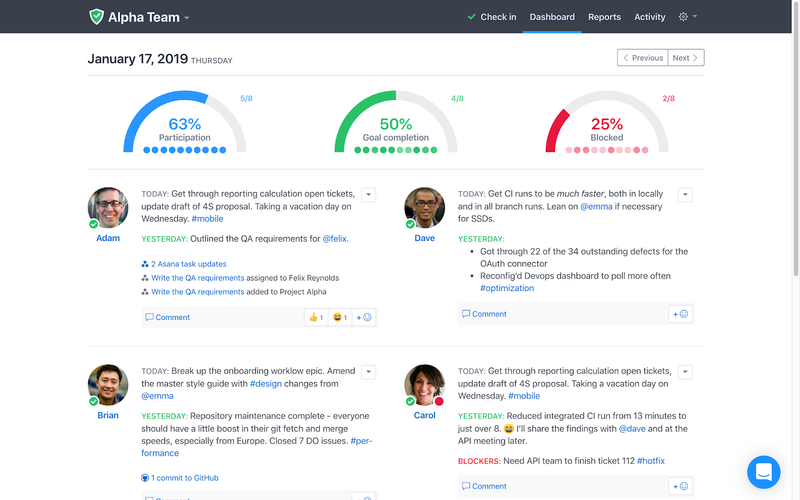 Alpha Team
Check in
Dashboard
Reports
Activity
January 17, 2019 THURSDAY
Previous
Next
5/8
63%
Participation
4/8
50%
Goal completion
2/8
25%
Blocked
TODAY: Get through reporting calculation open tickets,
update draft of 4S proposal. Taking a vacation day on
Wednesday. #mobile
Adam
YESTERDAY: Outlined the QA requirements for @felix.
2 Asana task updates
Write the QA requirements assigned to Felix Reynolds
Write the QA requirements added to Project Alpha
Comment
1
1
+
TODAY: Get CI runs to be much faster, both in locally
and in all branch runs. Lean on @emma if necessary
for SSDs.
Dave
YESTERDAY:
• Got through 22 of the 34 outstanding defects for the
OAuth connector
• Reconfig'd Devops dashboard to poll more often
#optimization
Comment
+
TODAY: Break up the onboarding worklow epic. Amend
the master style guide with #design changes from
@emma
Brian
YESTERDAY: Repository maintenance complete - everyone
should have a little boost in their git fetch and merge
speeds, especially from Europe. Closed 7 DO issues. #per-
formance
1 commit to GitHub
Comment
TODAY: Get through reporting calculation open tickets,
update draft of 4S proposal. Taking a vacation day on
Wednesday. #mobile
Carol
YESTERDAY: Reduced integrated CI run from 13 minutes to
just over 8. 😄 I'll share the findings with @dave and at the
API meeting later.
BLOCKERS: Need API team to finish ticket 112 #hotfix
Comment
+